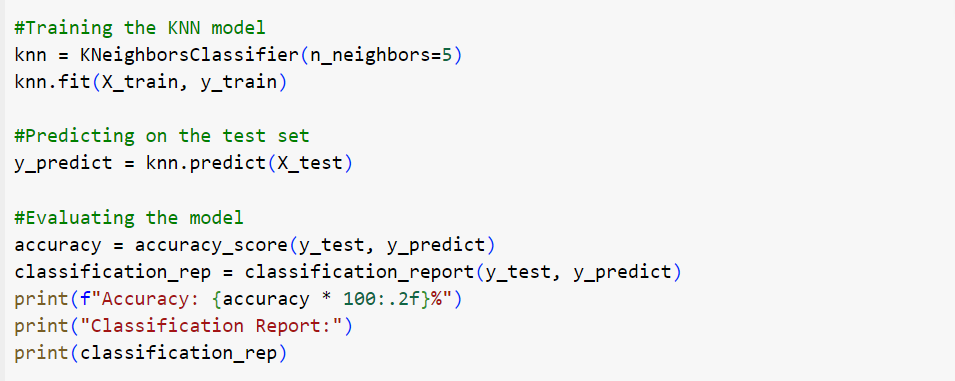 #Training the KNN model
knn = KNeighborsClassifier(n_neighbors=5)
knn.fit(X_train, y_train)
#Predicting on the test set
y_predict = knn.predict(X_test)
#Evaluating the model
accuracy = accuracy_score(y_test, y_predict)
classification_rep = classification_report(y_test, y_predict)
print(f"Accuracy: {accuracy * 100:.2f}%")
print("Classification Report:")
print(classification_rep)